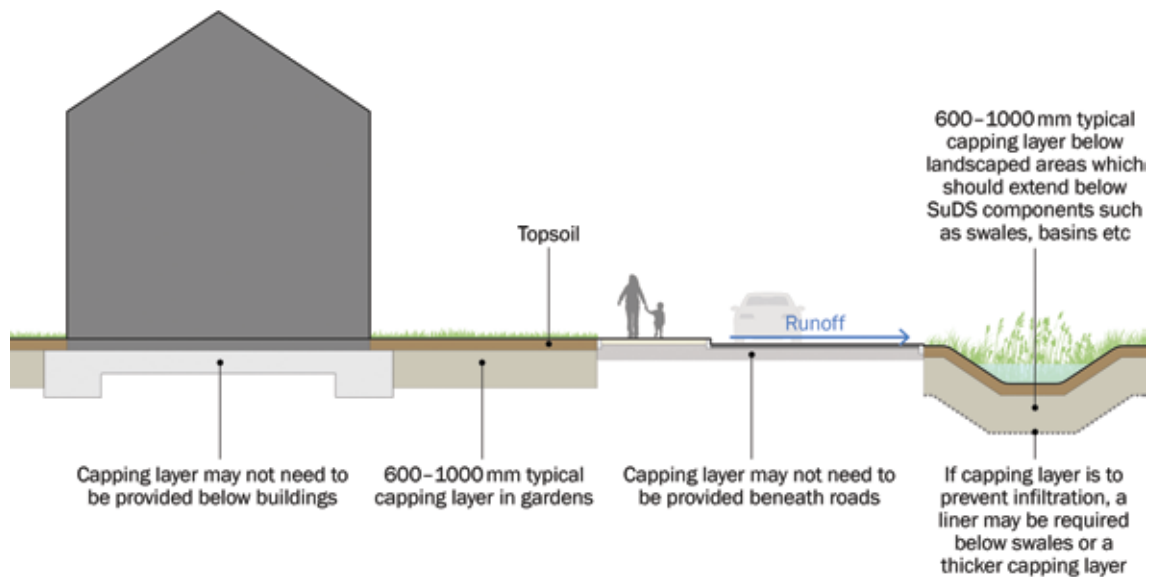 600–1000 mm typical
capping layer below
landscaped areas which
should extend below
SuDS components such
as swales, basins etc
Topsoil
Runoff
Capping layer may not need to
be provided below buildings
600–1000 mm typical
capping layer in gardens
Capping layer may not need to
be provided beneath roads
If capping layer is to
prevent infiltration, a
liner may be required
below swales or a
thicker capping layer